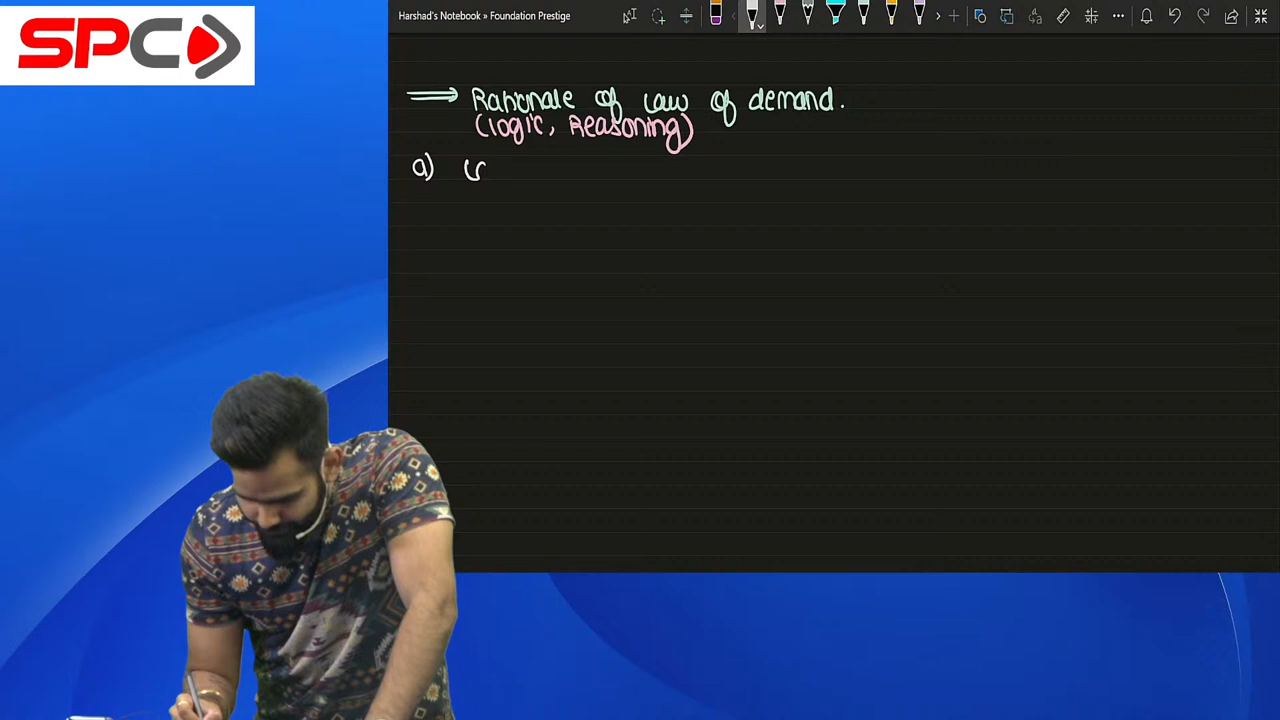 SPC
Harshad's Notebook » Foundation Prestige
⟹ Rationale of law of demand.
(logic, Reasoning)
a)